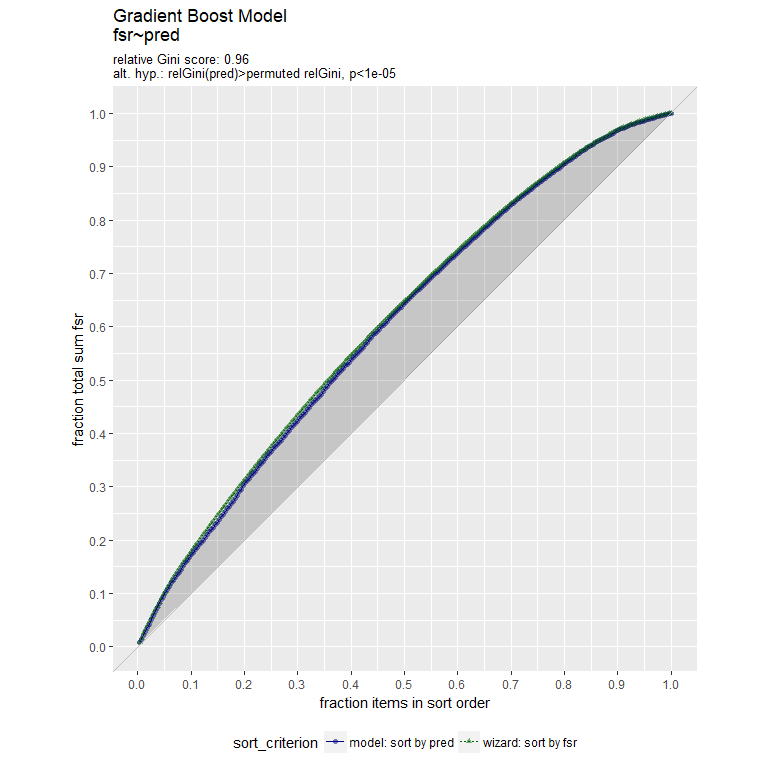 Gradient Boost Model
fsr~pred
relative Gini score: 0.96
alt. hyp.: relGini(pred)>permuted relGini, p<1e-05
1.0
0.9
0.8
0.7
0.6
0.5
0.4
0.3
0.2
0.1
0.0
fraction total sum fsr
0.0 0.1 0.2 0.3 0.4 0.5 0.6 0.7 0.8 0.9 1.0
fraction items in sort order
sort_criterion model: sort by pred wizard: sort by fsr